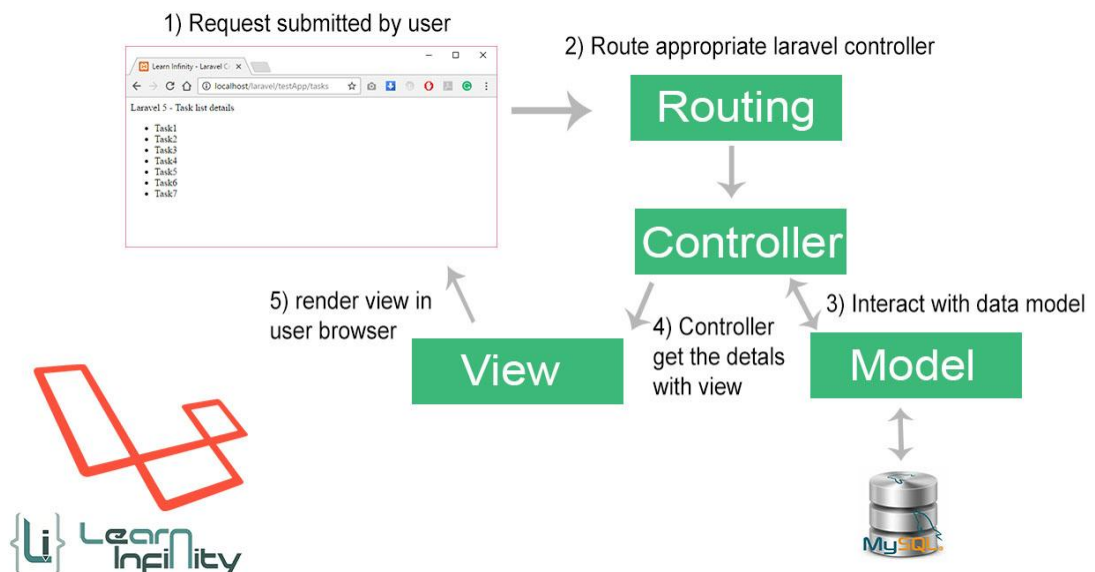 1) Request submitted by user
Learn Infinity - Laravel C
localhost/laravel/testApp/tasks
Laravel 5 - Task list details
Task1
Task2
Task3
Task4
Task5
Task6
Task7
2) Route appropriate laravel controller
Routing
Controller
3) Interact with data model
Model
4) Controller
get the detals
with view
View
5) render view in
user browser
MySQL
{Li} Learn
Infinity